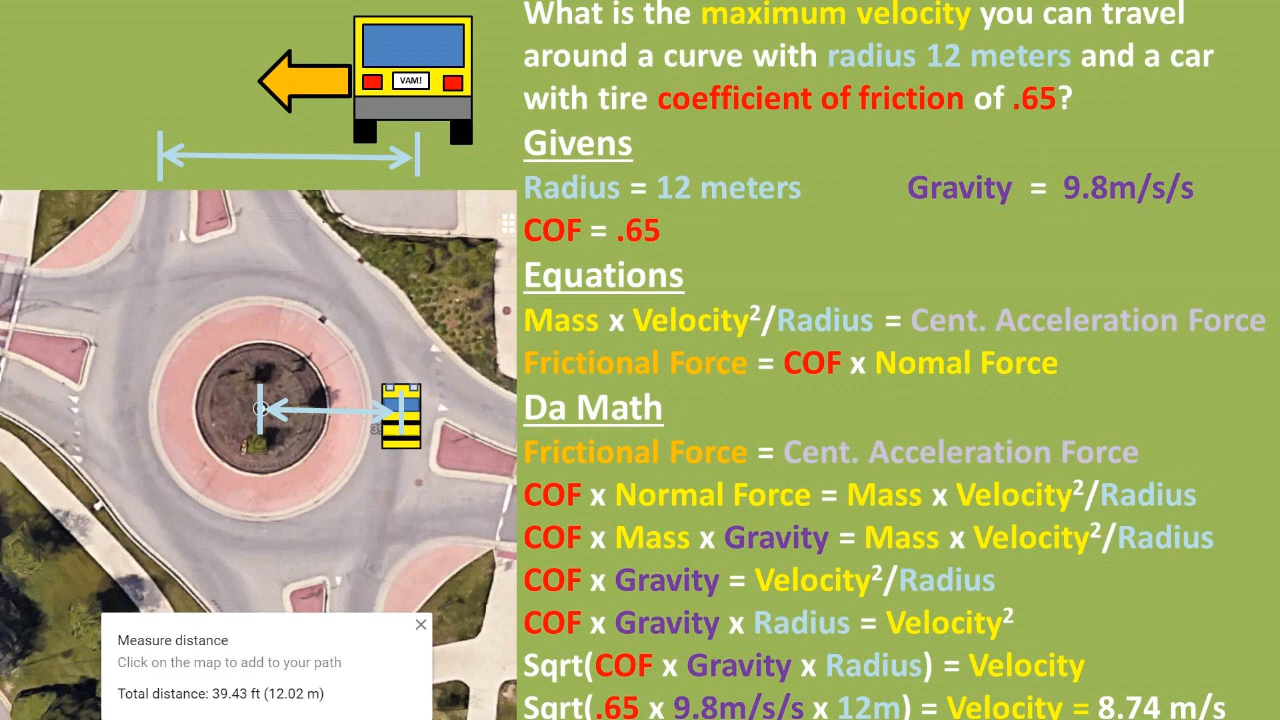 VAM!
What is the maximum velocity you can travel
around a curve with radius 12 meters and a car
with tire coefficient of friction of .65?
Givens
Radius = 12 meters Gravity = 9.8m/s/s
COF = .65
Equations
Mass x Velocity²/Radius = Cent. Acceleration Force
Frictional Force = COF x Nomal Force
Da Math
Frictional Force = Cent. Acceleration Force
COF x Normal Force = Mass x Velocity²/Radius
COF x Mass x Gravity = Mass x Velocity²/Radius
COF x Gravity = Velocity²/Radius
COF x Gravity x Radius = Velocity²
Sqrt(COF x Gravity x Radius) = Velocity
Sqrt(.65 x 9.8m/s/s x 12m) = Velocity = 8.74 m/s
Measure distance
Click on the map to add to your path
Total distance: 39.43 ft (12.02 m)